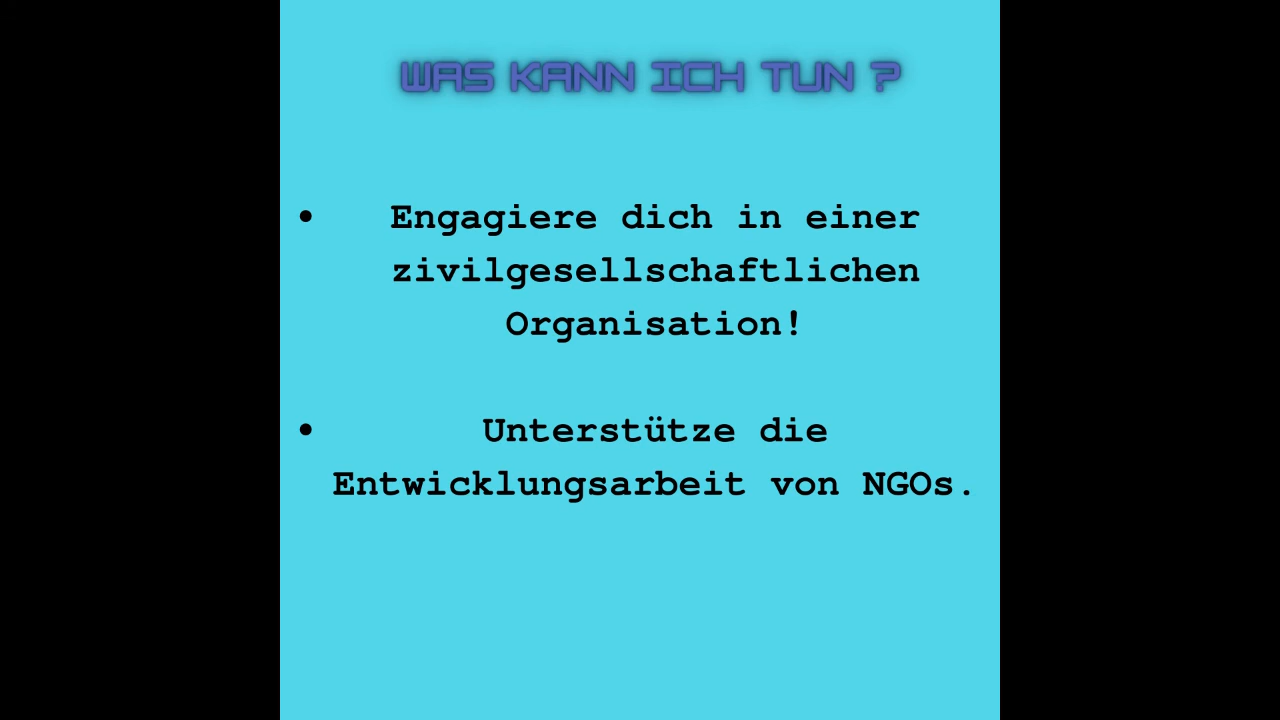 WAS KANN ICH TUN ?
• Engagiere dich in einer
zivilgesellschaftlichen
Organisation!
• Unterstütze die
Entwicklungsarbeit von NGOs.